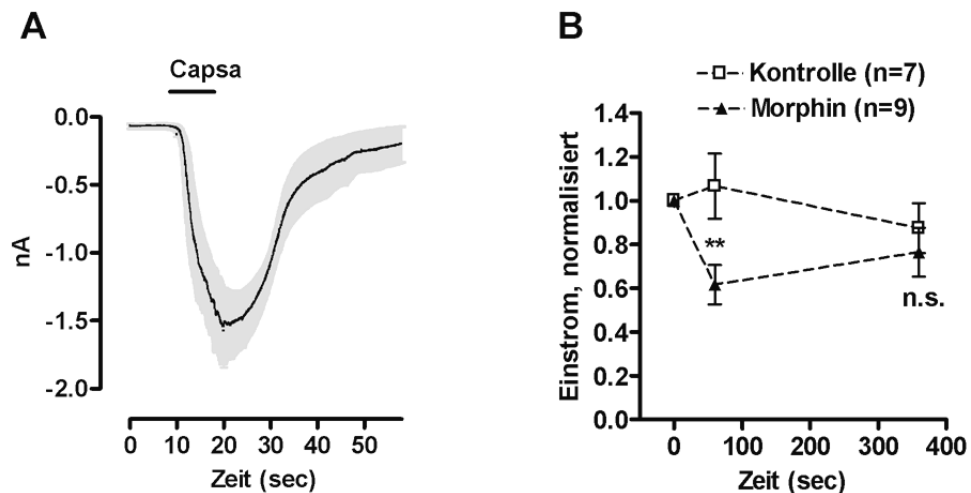 A
Capsa
0.0
-0.5
-1.0
-1.5
-2.0
nA
0 10 20 30 40 50
Zeit (sec)
B
Kontrolle (n=7)
Morphin (n=9)
1.4
1.2
1.0
0.8
0.6
0.4
0.2
0.0
Einstrom, normalisiert
**
n.s.
0 100 200 300 400
Zeit (sec)